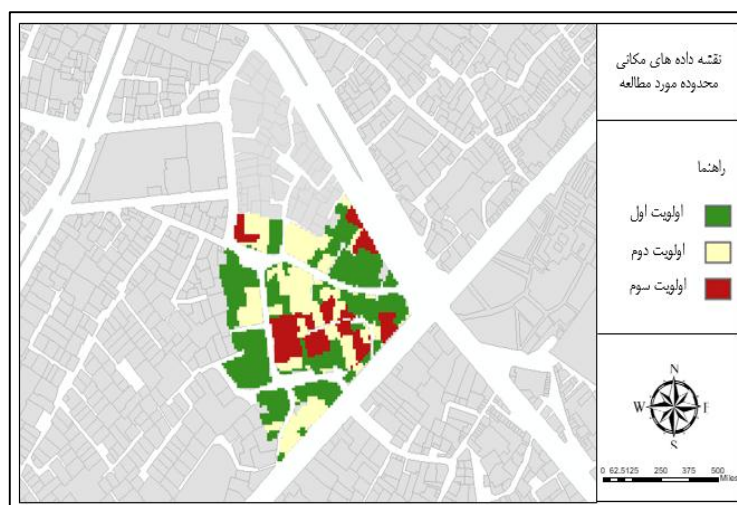 نقشه داده های مکانی
محدوده مورد مطالعه
راهنما
اولویت اول
اولویت دوم
اولویت سوم
N
W E
S
0 62.5125 250 375 500
Miles